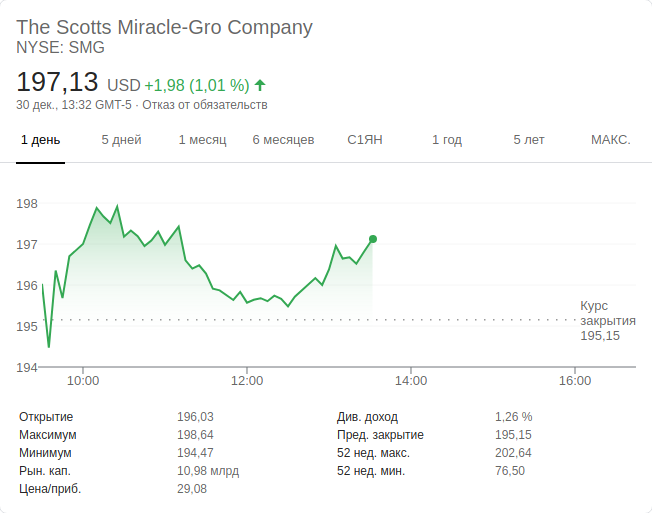 The Scotts Miracle-Gro Company
NYSE: SMG
197,13 USD +1,98 (1,01 %)
30 дек., 13:32 GMT-5 · Отказ от обязательств
1 день 5 дней 1 месяц 6 месяцев С1ЯН 1 год 5 лет МАКС.
198
197
196
195
194
Курс
закрытия
195,15
10:00 12:00 14:00 16:00
Открытие 196,03 Див. доход 1,26 %
Максимум 198,64 Пред. закрытие 195,15
Минимум 194,47 52 нед. макс. 202,64
Рын. кап. 10,98 млрд 52 нед. мин. 76,50
Цена/приб. 29,08